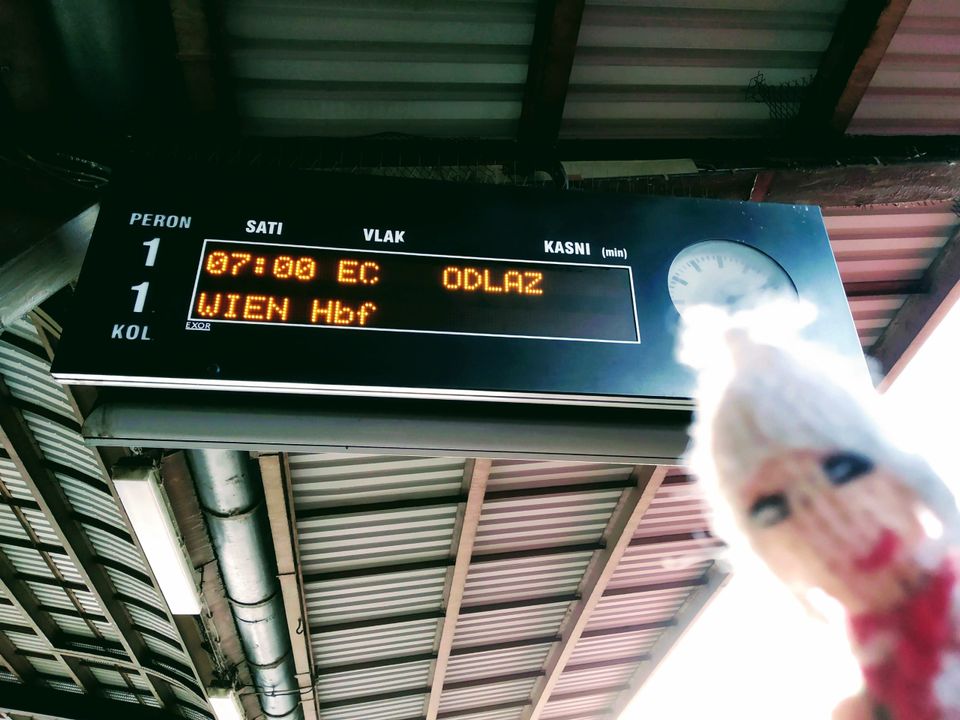 PERON SATI VLAK KASNI (min)
1 07:00 EC ODLAZ
1 WIEN Hbf
KOL EXOR